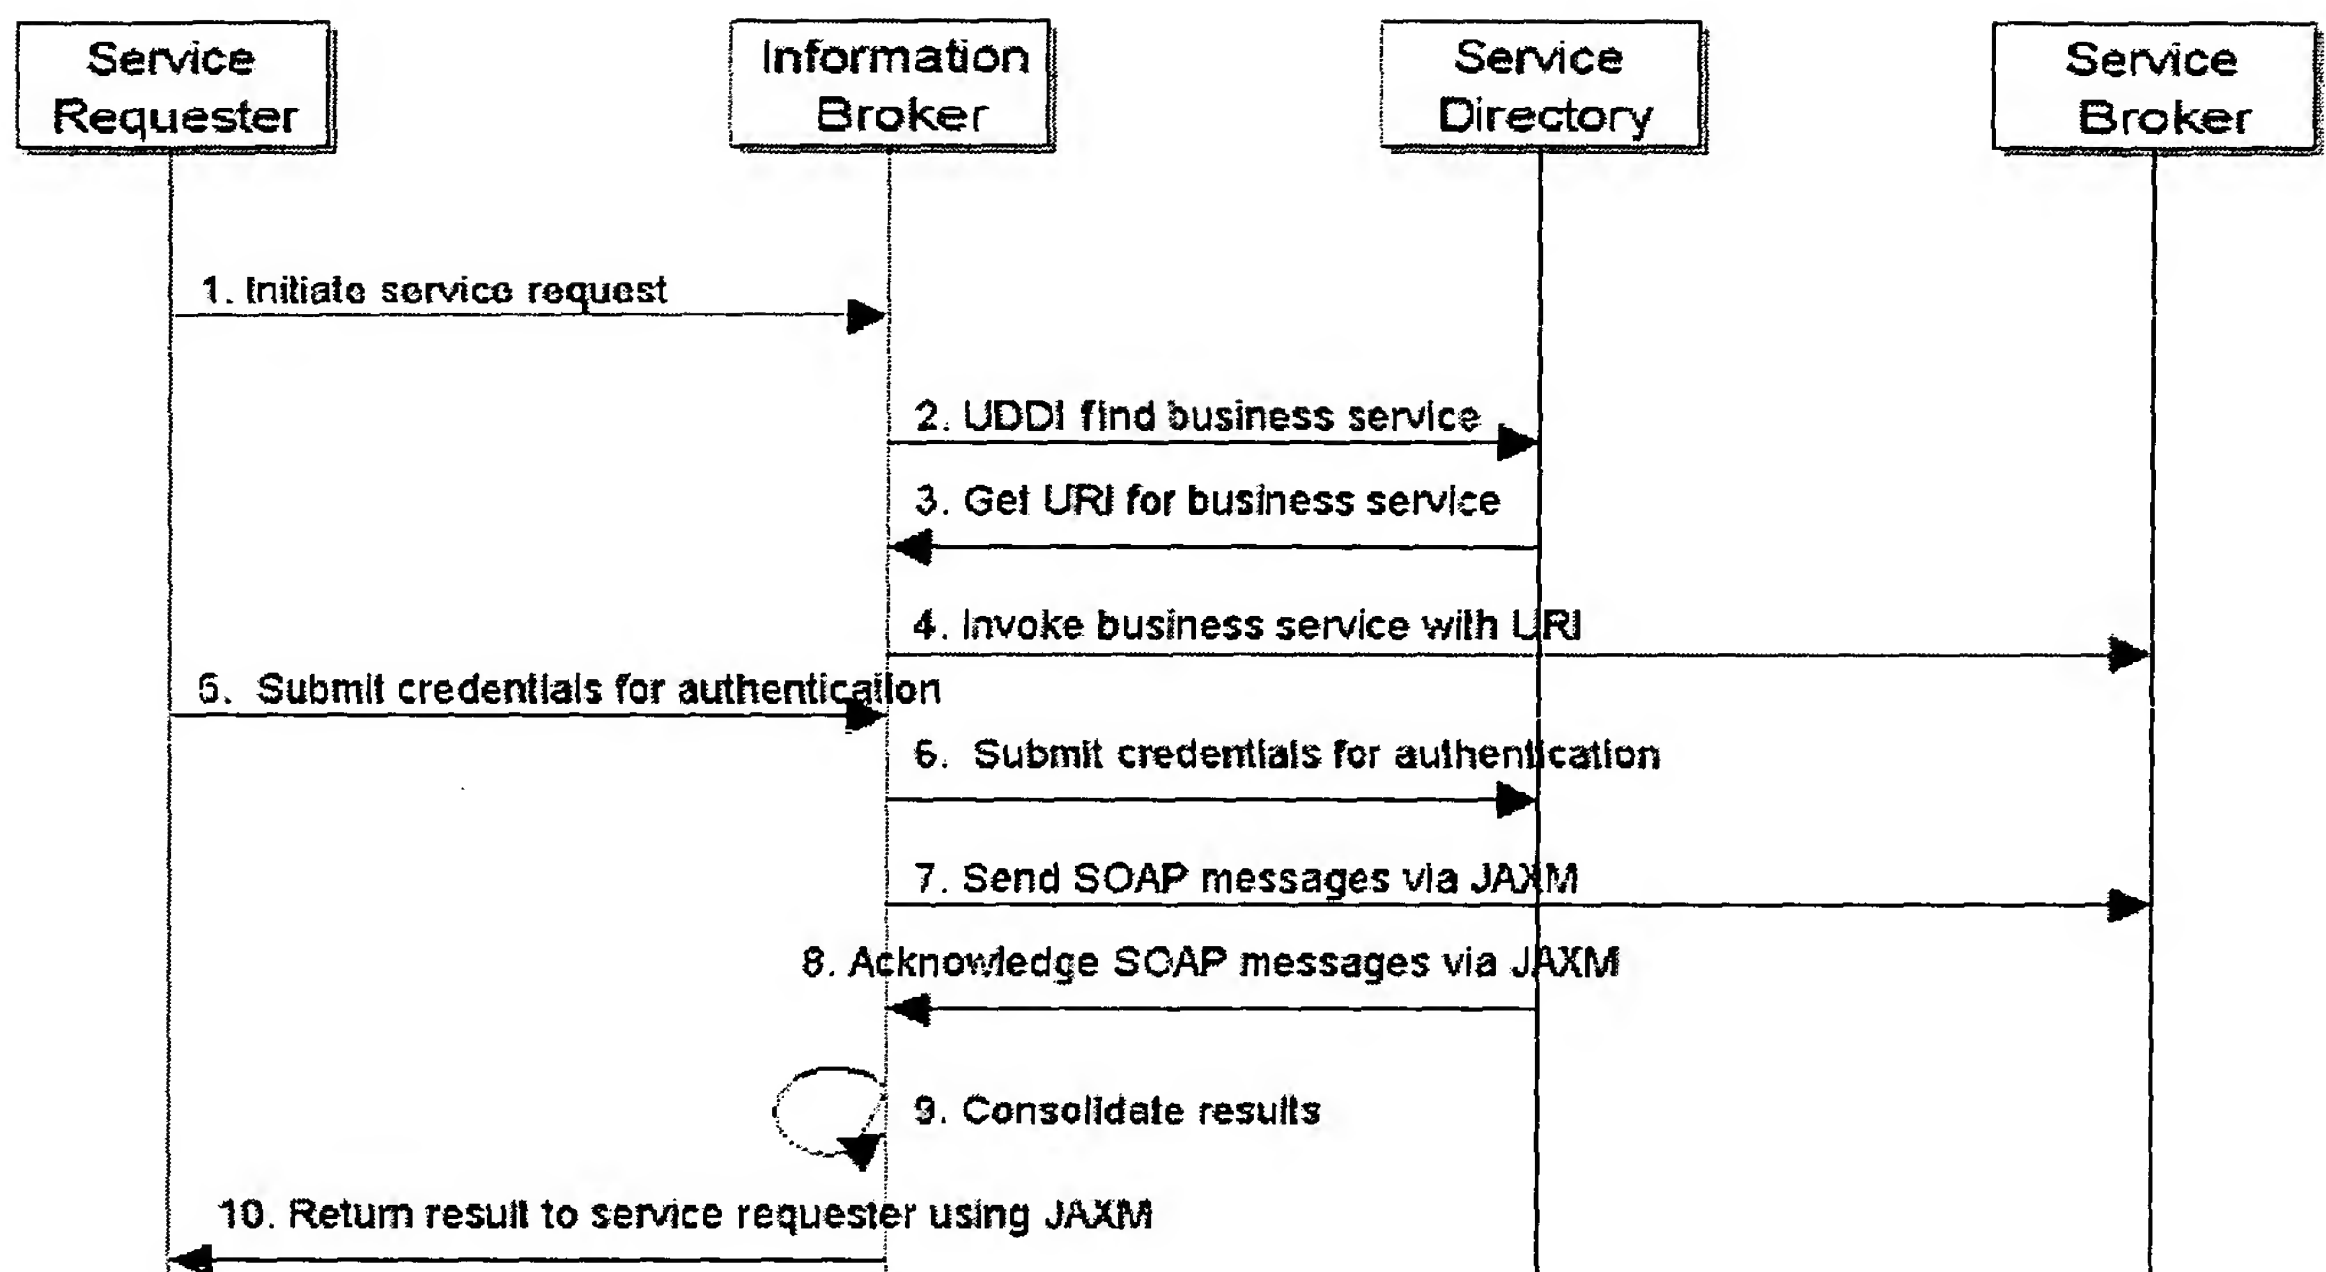 Service
Requester
Information
Broker
Service
Directory
Service
Broker
1. Initiate service request
2. UDDI find business service
3. Get URI for business service
4. Invoke business service with URI
5. Submit credentials for authentication
6. Submit credentials for authentication
7. Send SOAP messages via JAXM
8. Acknowledge SOAP messages via JAXM
9. Consolidate results
10. Return result to service requester using JAXM